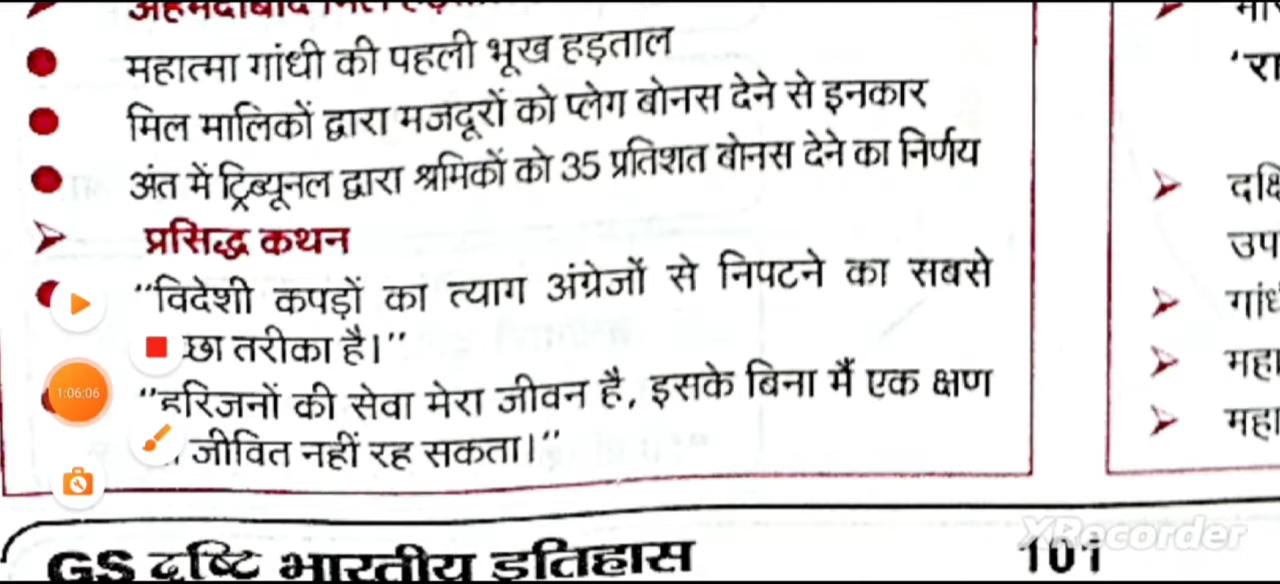 अहमदाबाद
महात्मा गांधी की पहली भूख हड़ताल
मिल मालिकों द्वारा मजदूरों को प्लेग बोनस देने से इनकार
अंत में ट्रिब्यूनल द्वारा श्रमिकों को 35 प्रतिशत बोनस देने का निर्णय
प्रसिद्ध कथन
“विदेशी कपड़ों का त्याग अंग्रेजों से निपटने का सबसे
छा तरीका है।”
1:06:06
“हरिजनों की सेवा मेरा जीवन है, इसके बिना मैं एक क्षण
जीवित नहीं रह सकता।”
‘रा
दक्षि
उप
गां
महा
महा
GS दृष्टि भारतीय इतिहास
101
XRecorder